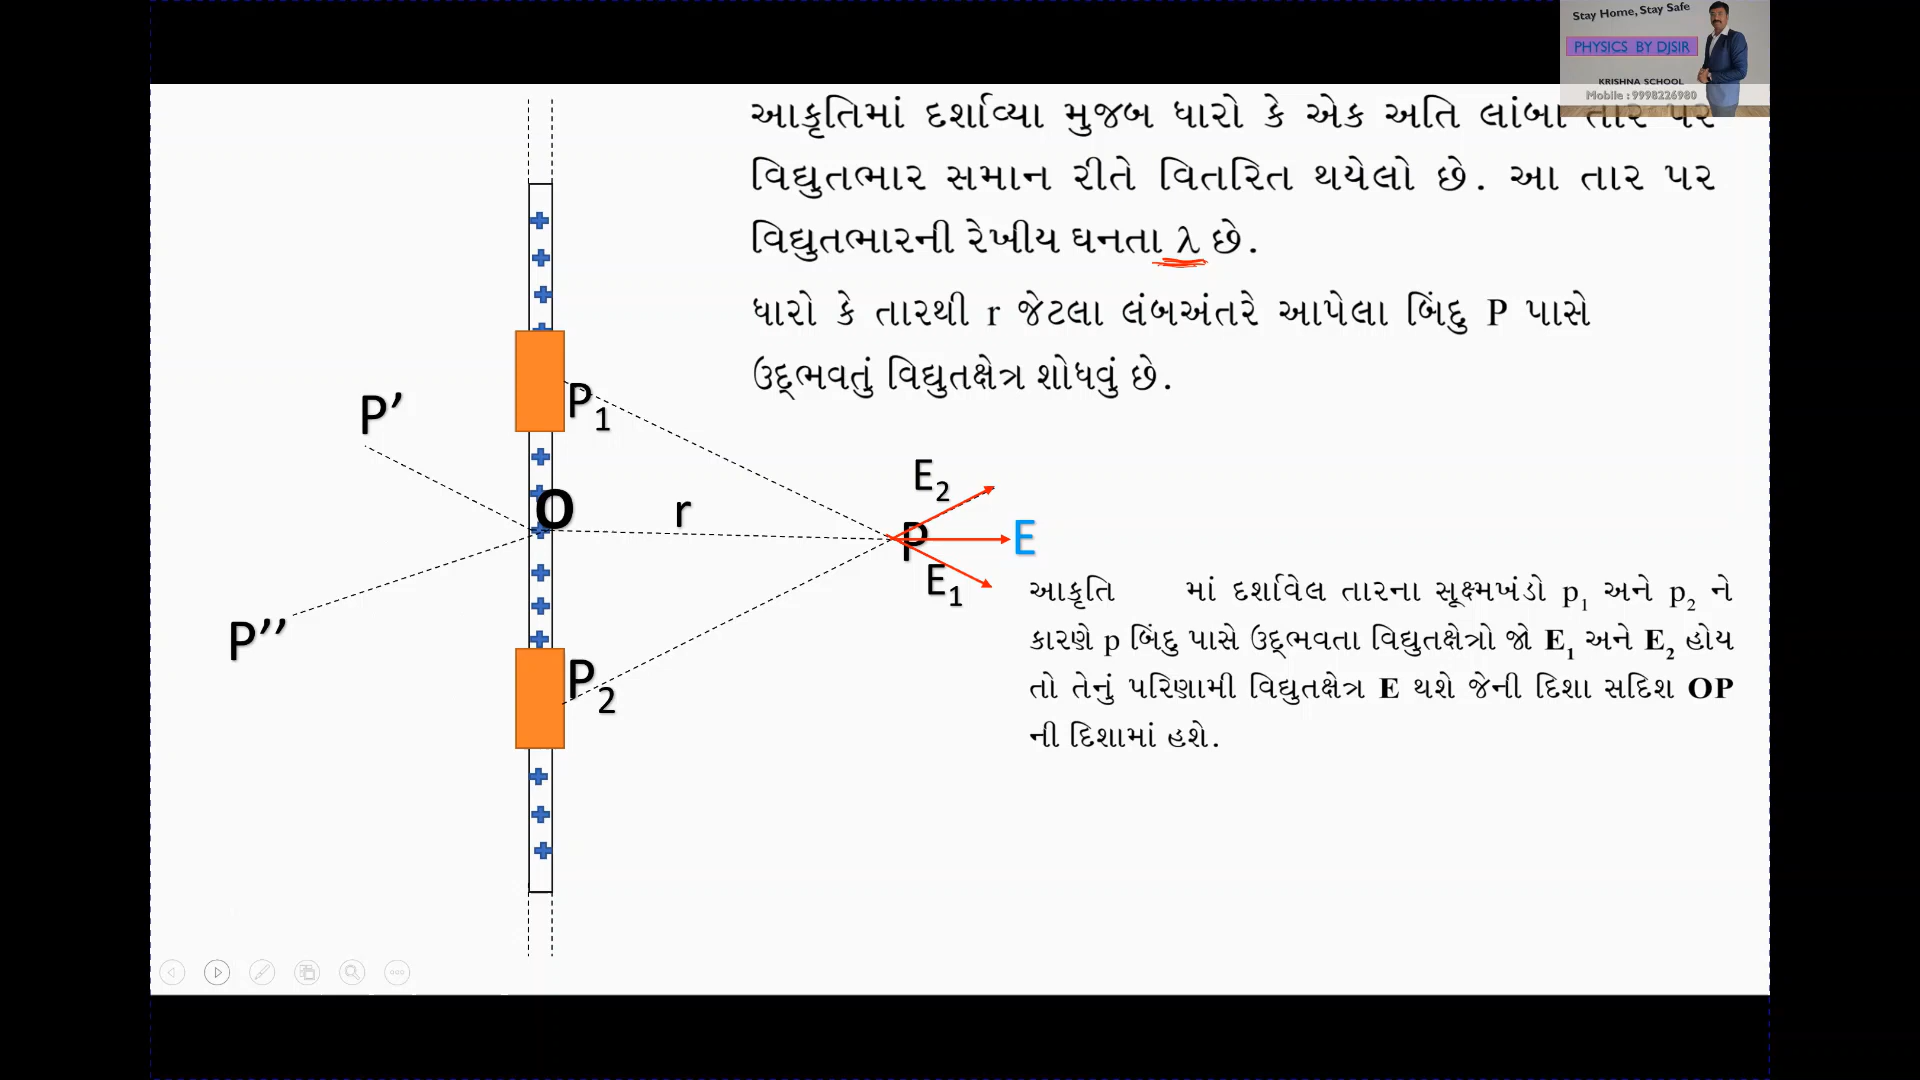 Stay Home, Stay Safe
PHYSICS BY DJSIR
KRISHNA SCHOOL
Mobile : 9998226980
આકૃતિમાં દર્શાવ્યા મુજબ ધારો કે એક અતિ લાંબા તાર પર
વિદ્યુતભાર સમાન રીતે વિતરિત થયેલો છે. આ તાર પર
વિદ્યુતભારની રેખીય ઘનતા λ છે.
ધારો કે તારથી r જેટલા લંબઅંતરે આપેલા બિંદુ P પાસે
ઉદ્ભવતું વિદ્યુતક્ષેત્ર શોધવું છે.
P’
P₁
E₂
O
r
P
E
E₁
P’’
P₂
આકૃતિ માં દર્શાવેલ તારના સૂક્ષ્મખંડો p₁ અને p₂ ને
કારણે p બિંદુ પાસે ઉદ્ભવતા વિદ્યુતક્ષેત્રો જો E₁ અને E₂ હોય
તો તેનું પરિણામી વિદ્યુતક્ષેત્ર E થશે જેની દિશા સદિશ OP
ની દિશામાં હશે.